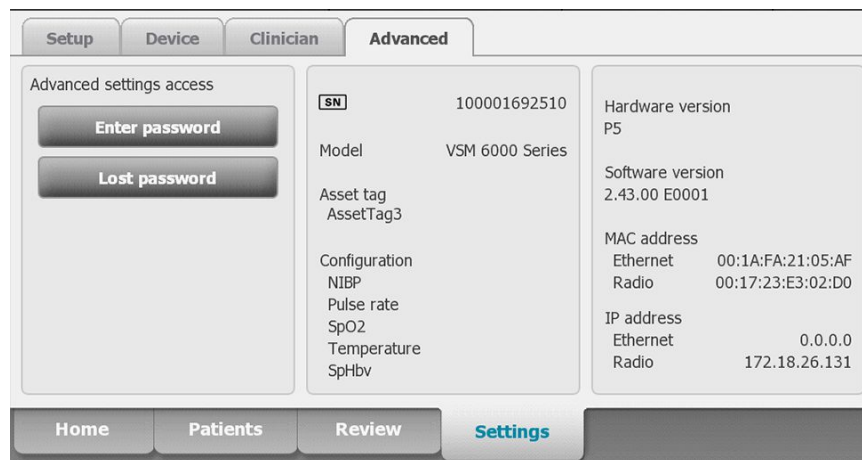 Setup Device Clinician Advanced
Advanced settings access
Enter password
Lost password
SN 100001692510
Model VSM 6000 Series
Asset tag
AssetTag3
Configuration
NIBP
Pulse rate
SpO2
Temperature
SpHbv
Hardware version
P5
Software version
2.43.00 E0001
MAC address
Ethernet 00:1A:FA:21:05:AF
Radio 00:17:23:E3:02:D0
IP address
Ethernet 0.0.0.0
Radio 172.18.26.131
Home Patients Review Settings